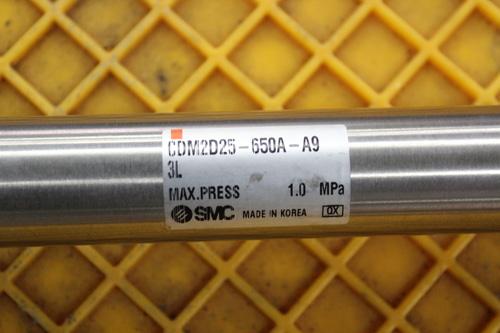 CDM2D25-650A-A9
3L
MAX.PRESS 1.0 MPa
SMC MADE IN KOREA OX